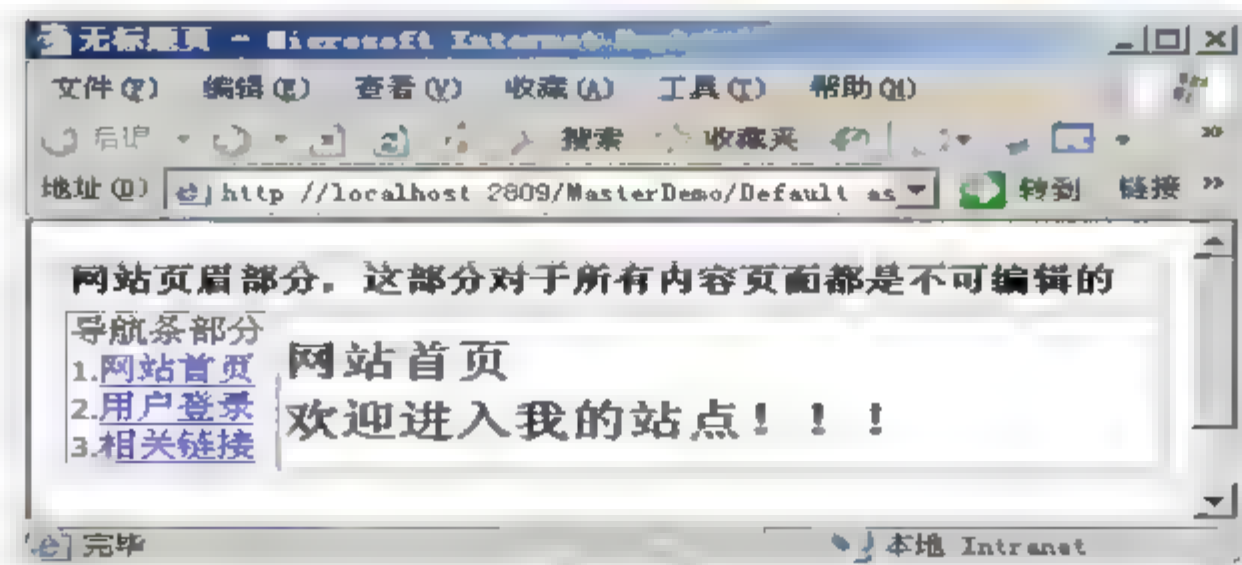 无标题页 - Microsoft Internet
文件(F) 编辑(E) 查看(V) 收藏(A) 工具(T) 帮助(H)
后退 搜索 收藏夹 »
地址(D) http //localhost 2809/MasterDemo/Default as 转到 链接 »
网站页眉部分，这部分对于所有内容页面都是不可编辑的
导航条部分
1.网站首页
2.用户登录
3.相关链接
网站首页
欢迎进入我的站点！！！
完毕 本地 Intranet